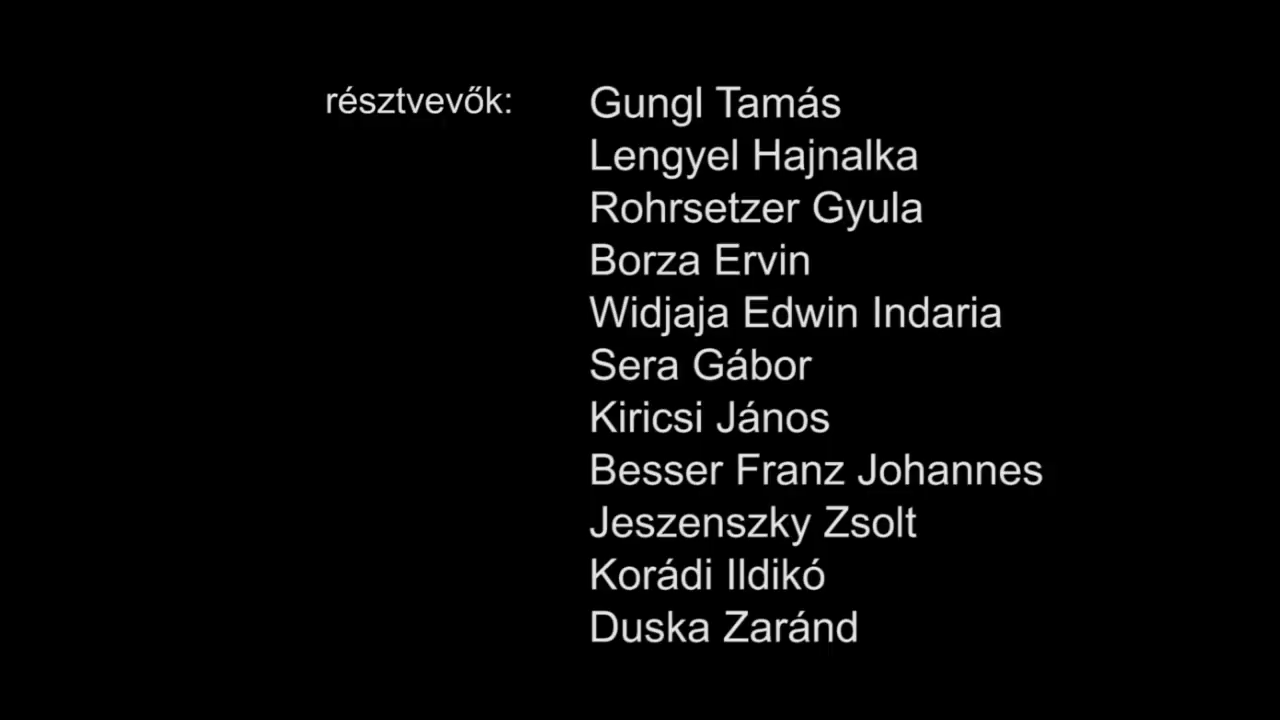 résztvevők: Gungl Tamás
Lengyel Hajnalka
Rohrsetzer Gyula
Borza Ervin
Widjaja Edwin Indaria
Sera Gábor
Kiricsi János
Besser Franz Johannes
Jeszenszky Zsolt
Korádi Ildikó
Duska Zaránd